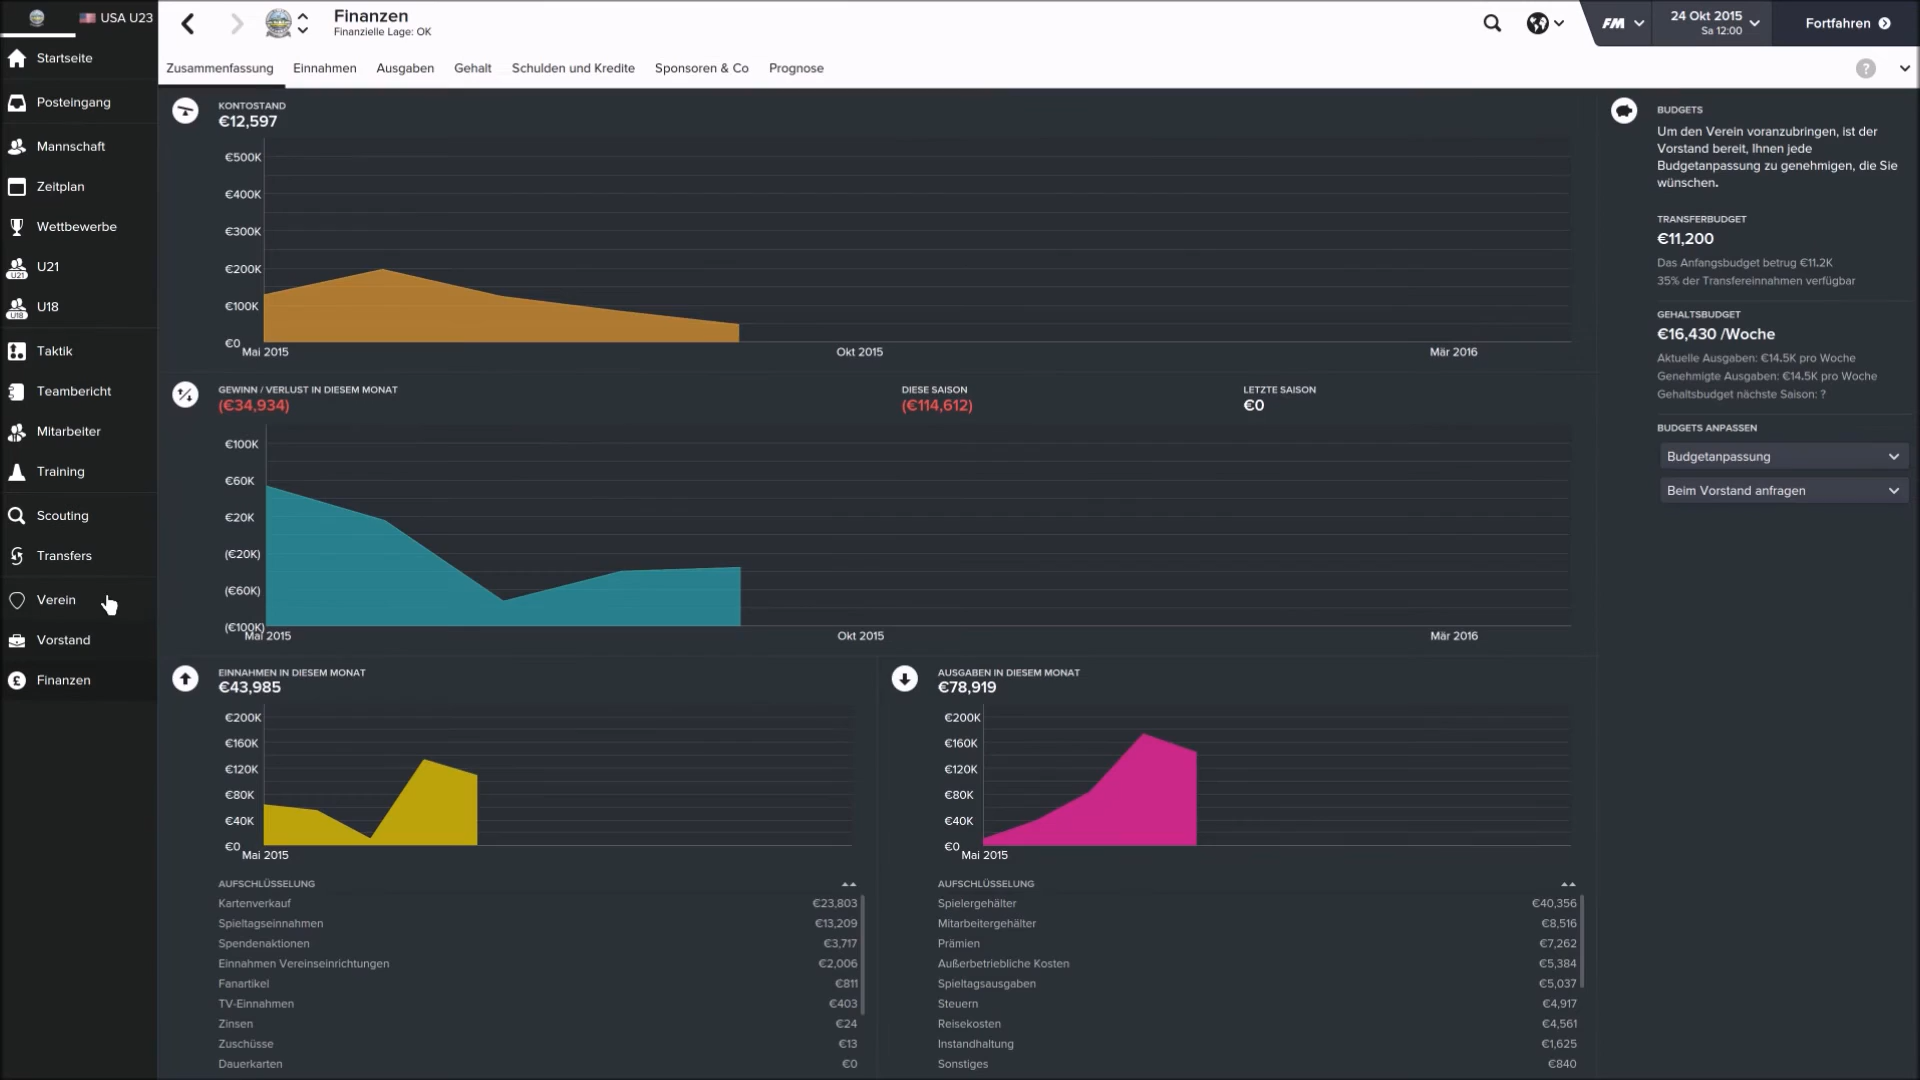 USA U23
Finanzen
Finanzielle Lage: OK
FM
24 Okt 2015
Sa 12:00
Fortfahren
Zusammenfassung
Einnahmen
Ausgaben
Gehalt
Schulden und Kredite
Sponsoren & Co
Prognose
?
Startseite
Posteingang
Mannschaft
Zeitplan
Wettbewerbe
U21
U21
U18
U18
Taktik
Teambericht
Mitarbeiter
Training
Scouting
Transfers
Verein
Vorstand
£
Finanzen
KONTOSTAND
€12,597
€500K
€400K
€300K
€200K
€100K
€0
Mai 2015
Okt 2015
Mär 2016
GEWINN / VERLUST IN DIESEM MONAT
(€34,934)
DIESE SAISON
(€114,612)
LETZTE SAISON
€0
€100K
€60K
€20K
(€20K)
(€60K)
(€100K)
Mai 2015
Okt 2015
Mär 2016
EINNAHMEN IN DIESEM MONAT
€43,985
€200K
€160K
€120K
€80K
€40K
€0
Mai 2015
AUFSCHLÜSSELUNG
Kartenverkauf €23,803
Spieltagseinnahmen €13,209
Spendenaktionen €3,717
Einnahmen Vereinseinrichtungen €2,006
Fanartikel €811
TV-Einnahmen €403
Zinsen €24
Zuschüsse €13
Dauerkarten €0
AUSGABEN IN DIESEM MONAT
€78,919
€200K
€160K
€120K
€80K
€40K
€0
Mai 2015
AUFSCHLÜSSELUNG
Spielergehälter €40,356
Mitarbeitergehälter €8,516
Prämien €7,262
Außerbetriebliche Kosten €5,384
Spieltagsausgaben €5,037
Steuern €4,917
Reisekosten €4,561
Instandhaltung €1,625
Sonstiges €840
BUDGETS
Um den Verein voranzubringen, ist der
Vorstand bereit, Ihnen jede
Budgetanpassung zu genehmigen, die Sie
wünschen.
TRANSFERBUDGET
€11,200
Das Anfangsbudget betrug €11.2K
35% der Transfereinnahmen verfügbar
GEHALTSBUDGET
€16,430 /Woche
Aktuelle Ausgaben: €14.5K pro Woche
Genehmigte Ausgaben: €14.5K pro Woche
Gehaltsbudget nächste Saison: ?
BUDGETS ANPASSEN
Budgetanpassung
Beim Vorstand anfragen